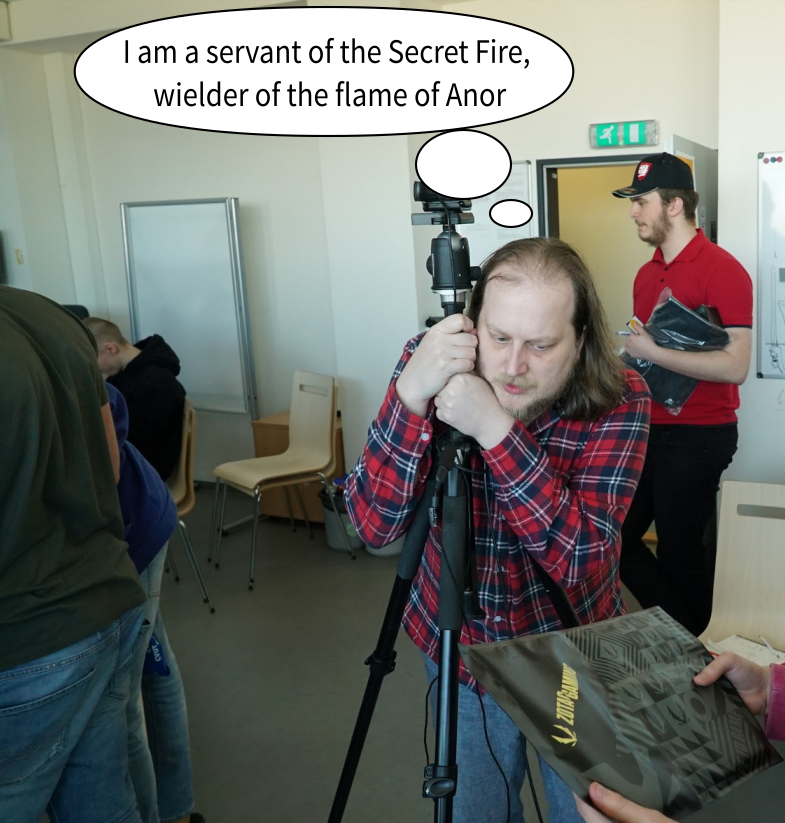 I am a servant of the Secret Fire,
wielder of the flame of Anor
ZOTAC GAMING